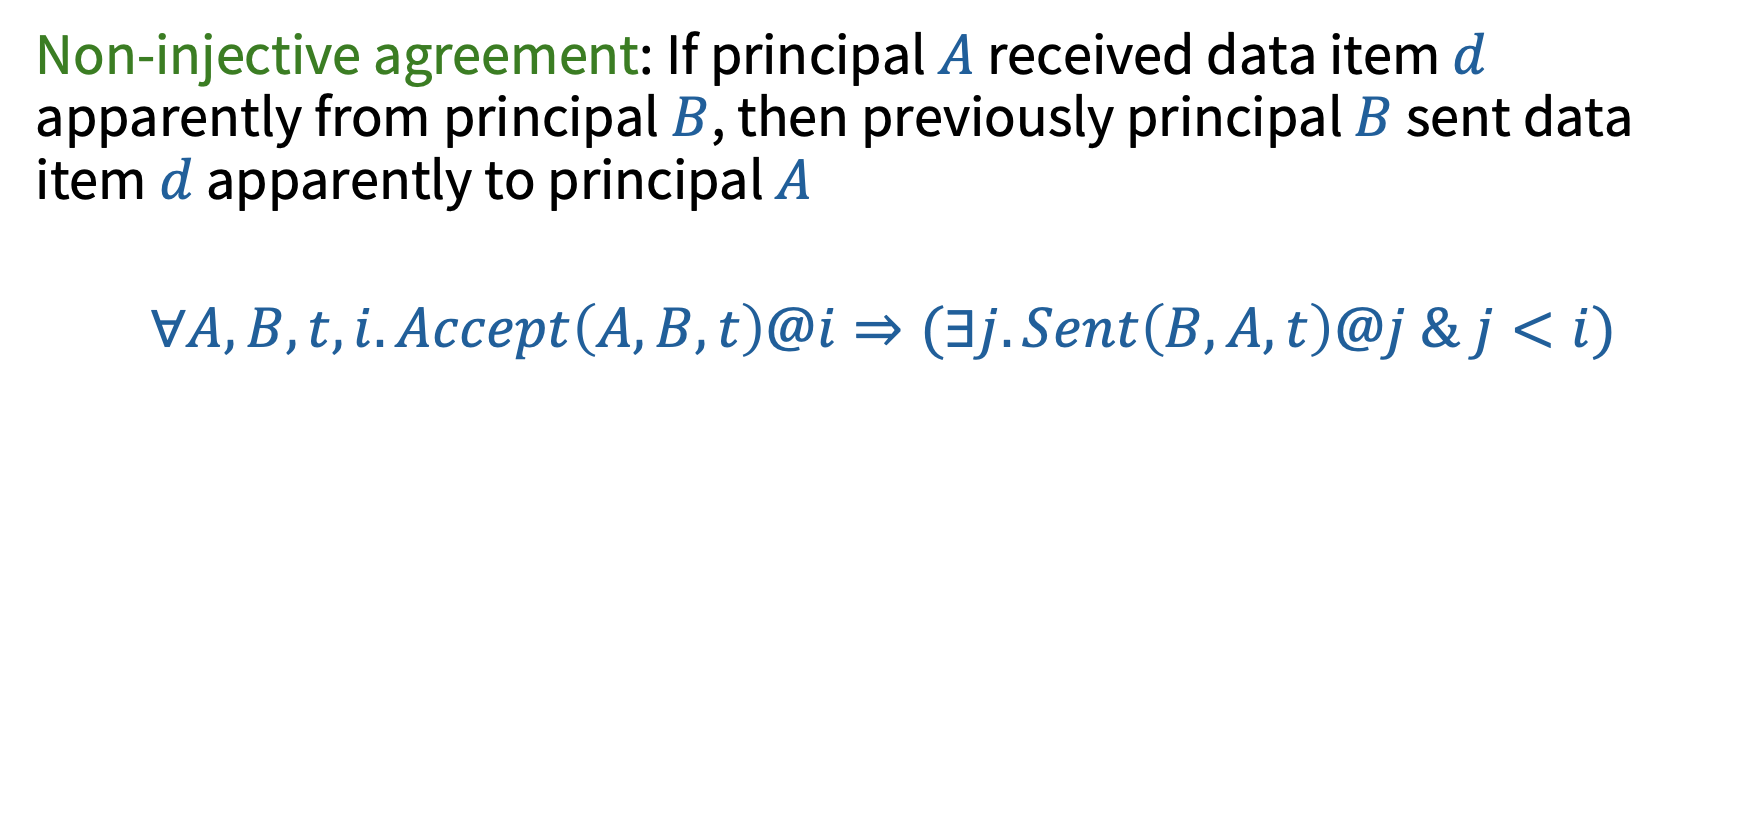 Non-injective agreement: If principal A received data item d
apparently from principal B, then previously principal B sent data
item d apparently to principal A
∀A, B, t, i. Accept(A, B, t)@i ⇒ (∃j. Sent(B, A, t)@j & j < i)